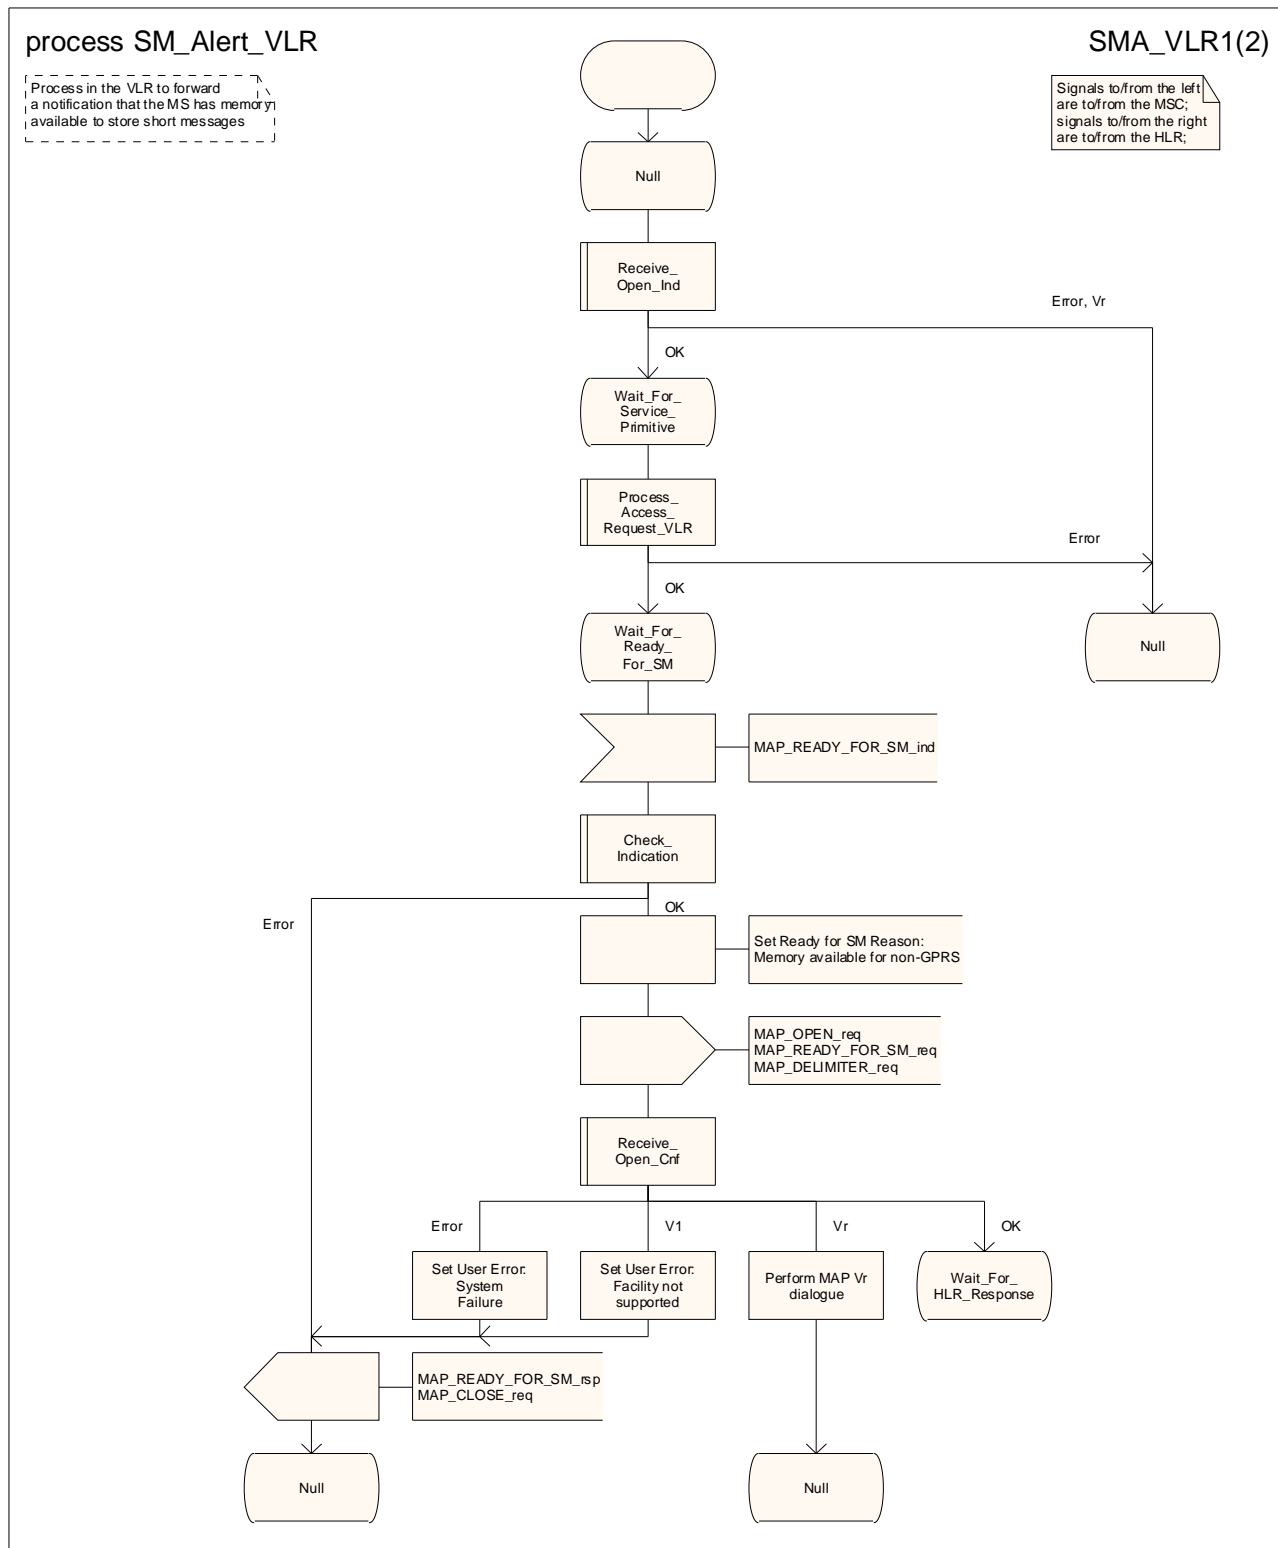 process SM_Alert_VLR
SMA_VLR1(2)
Process in the VLR to forward
a notification that the MS has memory
available to store short messages
Signals to/from the left
are to/from the MSC;
signals to/from the right
are to/from the HLR;
Null
Receive_
Open_Ind
Error, Vr
OK
Wait_For_
Service_
Primitive
Process_
Access_
Request_VLR
Error
OK
Wait_For_
Ready_
For_SM
Null
MAP_READY_FOR_SM_ind
Check_
Indication
Error
OK
Set Ready for SM Reason:
Memory available for non-GPRS
MAP_OPEN_req
MAP_READY_FOR_SM_req
MAP_DELIMITER_req
Receive_
Open_Cnf
Error
V1
Vr
OK
Set User Error:
System
Failure
Set User Error:
Facility not
supported
Perform MAP Vr
dialogue
Wait_For_
HLR_Response
MAP_READY_FOR_SM_rsp
MAP_CLOSE_req
Null
Null